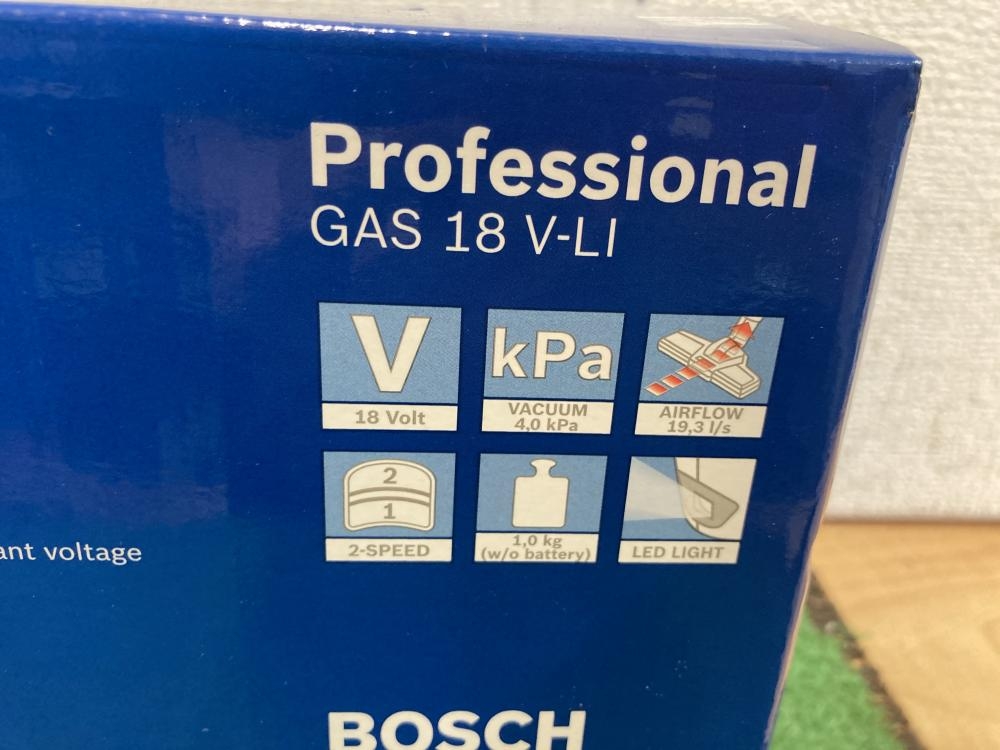 Professional
GAS 18 V-LI
V
18 Volt
kPa
VACUUM
4,0 kPa
AIRFLOW
19,3 l/s
2
1
2-SPEED
1,0 kg
(w/o battery)
LED LIGHT
voltage
BOSCH